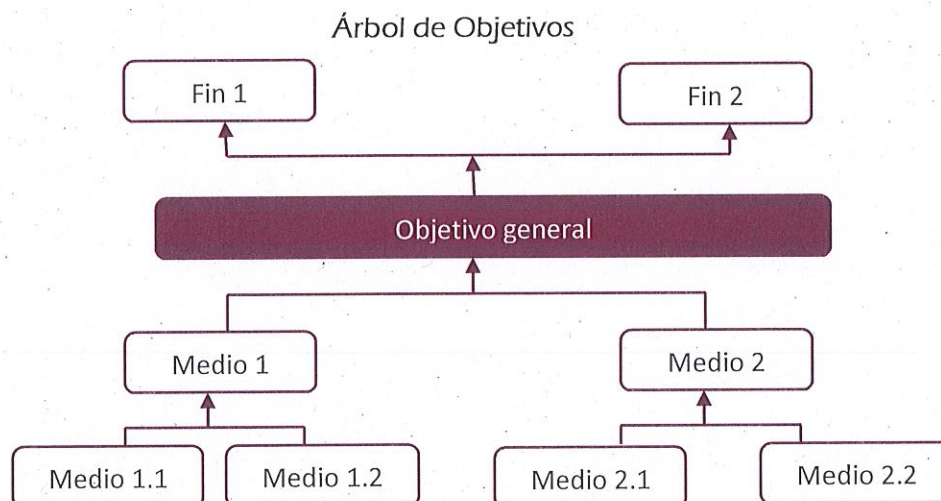 Árbol de Objetivos
Fin 1
Fin 2
Objetivo general
Medio 1
Medio 2
Medio 1.1
Medio 1.2
Medio 2.1
Medio 2.2